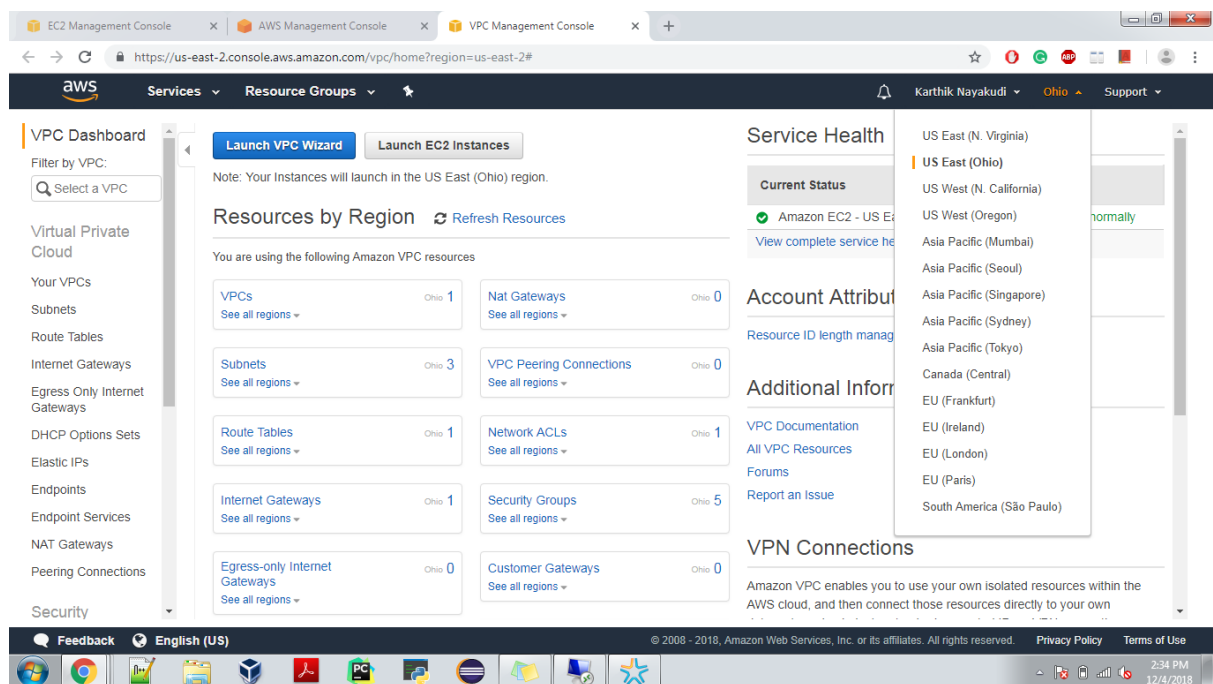 EC2 Management Console
AWS Management Console
VPC Management Console
https://us-east-2.console.aws.amazon.com/vpc/home?region=us-east-2#
ABP
aws
Services
Resource Groups
Karthik Nayakudi
Ohio
Support
VPC Dashboard
Filter by VPC:
Select a VPC
Virtual Private
Cloud
Your VPCs
Subnets
Route Tables
Internet Gateways
Egress Only Internet
Gateways
DHCP Options Sets
Elastic IPs
Endpoints
Endpoint Services
NAT Gateways
Peering Connections
Security
Launch VPC Wizard
Launch EC2 Instances
Note: Your Instances will launch in the US East (Ohio) region.
Resources by Region
Refresh Resources
You are using the following Amazon VPC resources
VPCs Ohio 1
See all regions
Nat Gateways Ohio 0
See all regions
Subnets Ohio 3
See all regions
VPC Peering Connections Ohio 0
See all regions
Route Tables Ohio 1
See all regions
Network ACLs Ohio 1
See all regions
Internet Gateways Ohio 1
See all regions
Security Groups Ohio 5
See all regions
Egress-only Internet Ohio 0
Gateways
See all regions
Customer Gateways Ohio 0
See all regions
Service Health
Current Status
Amazon EC2 - US Ea
normally
View complete service he
Account Attribut
Resource ID length manag
Additional Inforr
VPC Documentation
All VPC Resources
Forums
Report an Issue
VPN Connections
Amazon VPC enables you to use your own isolated resources within the
AWS cloud, and then connect those resources directly to your own
US East (N. Virginia)
US East (Ohio)
US West (N. California)
US West (Oregon)
Asia Pacific (Mumbai)
Asia Pacific (Seoul)
Asia Pacific (Singapore)
Asia Pacific (Sydney)
Asia Pacific (Tokyo)
Canada (Central)
EU (Frankfurt)
EU (Ireland)
EU (London)
EU (Paris)
South America (São Paulo)
Feedback
English (US)
© 2008 - 2018, Amazon Web Services, Inc. or its affiliates. All rights reserved.
Privacy Policy
Terms of Use
PC
2:34 PM
12/4/2018